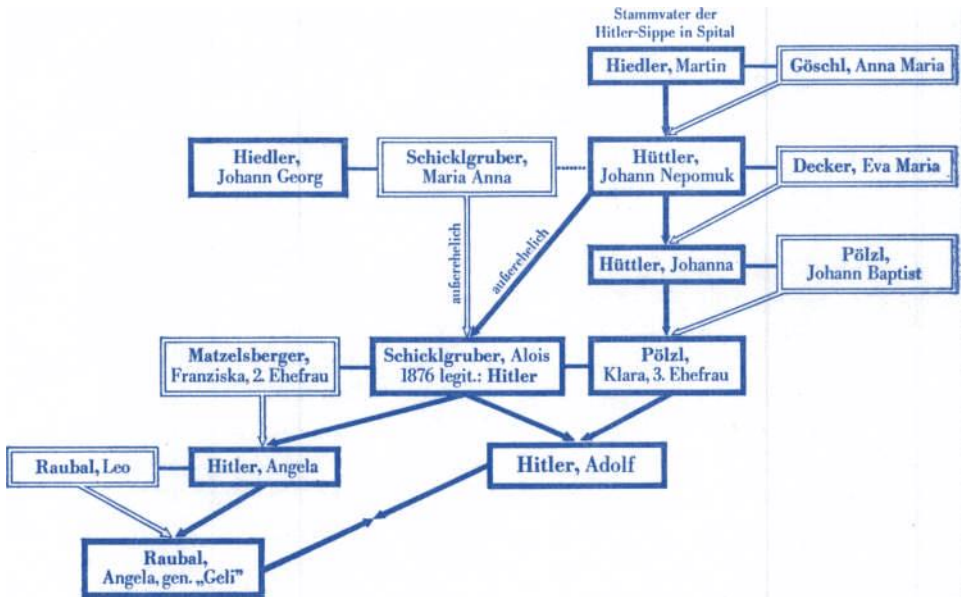 Stammvater der
Hitler-Sippe in Spital
Hiedler, Martin
Göschl, Anna Maria
Hiedler,
Johann Georg
Schicklgruber,
Maria Anna
Hüttler,
Johann Nepomuk
Decker, Eva Maria
außerehelich
außerehelich
Hüttler, Johanna
Pölzl,
Johann Baptist
Matzelsberger,
Franziska, 2. Ehefrau
Schicklgruber, Alois
1876 legit.: Hitler
Pölzl,
Klara, 3. Ehefrau
Raubal, Leo
Hitler, Angela
Hitler, Adolf
Raubal,
Angela, gen. „Geli”